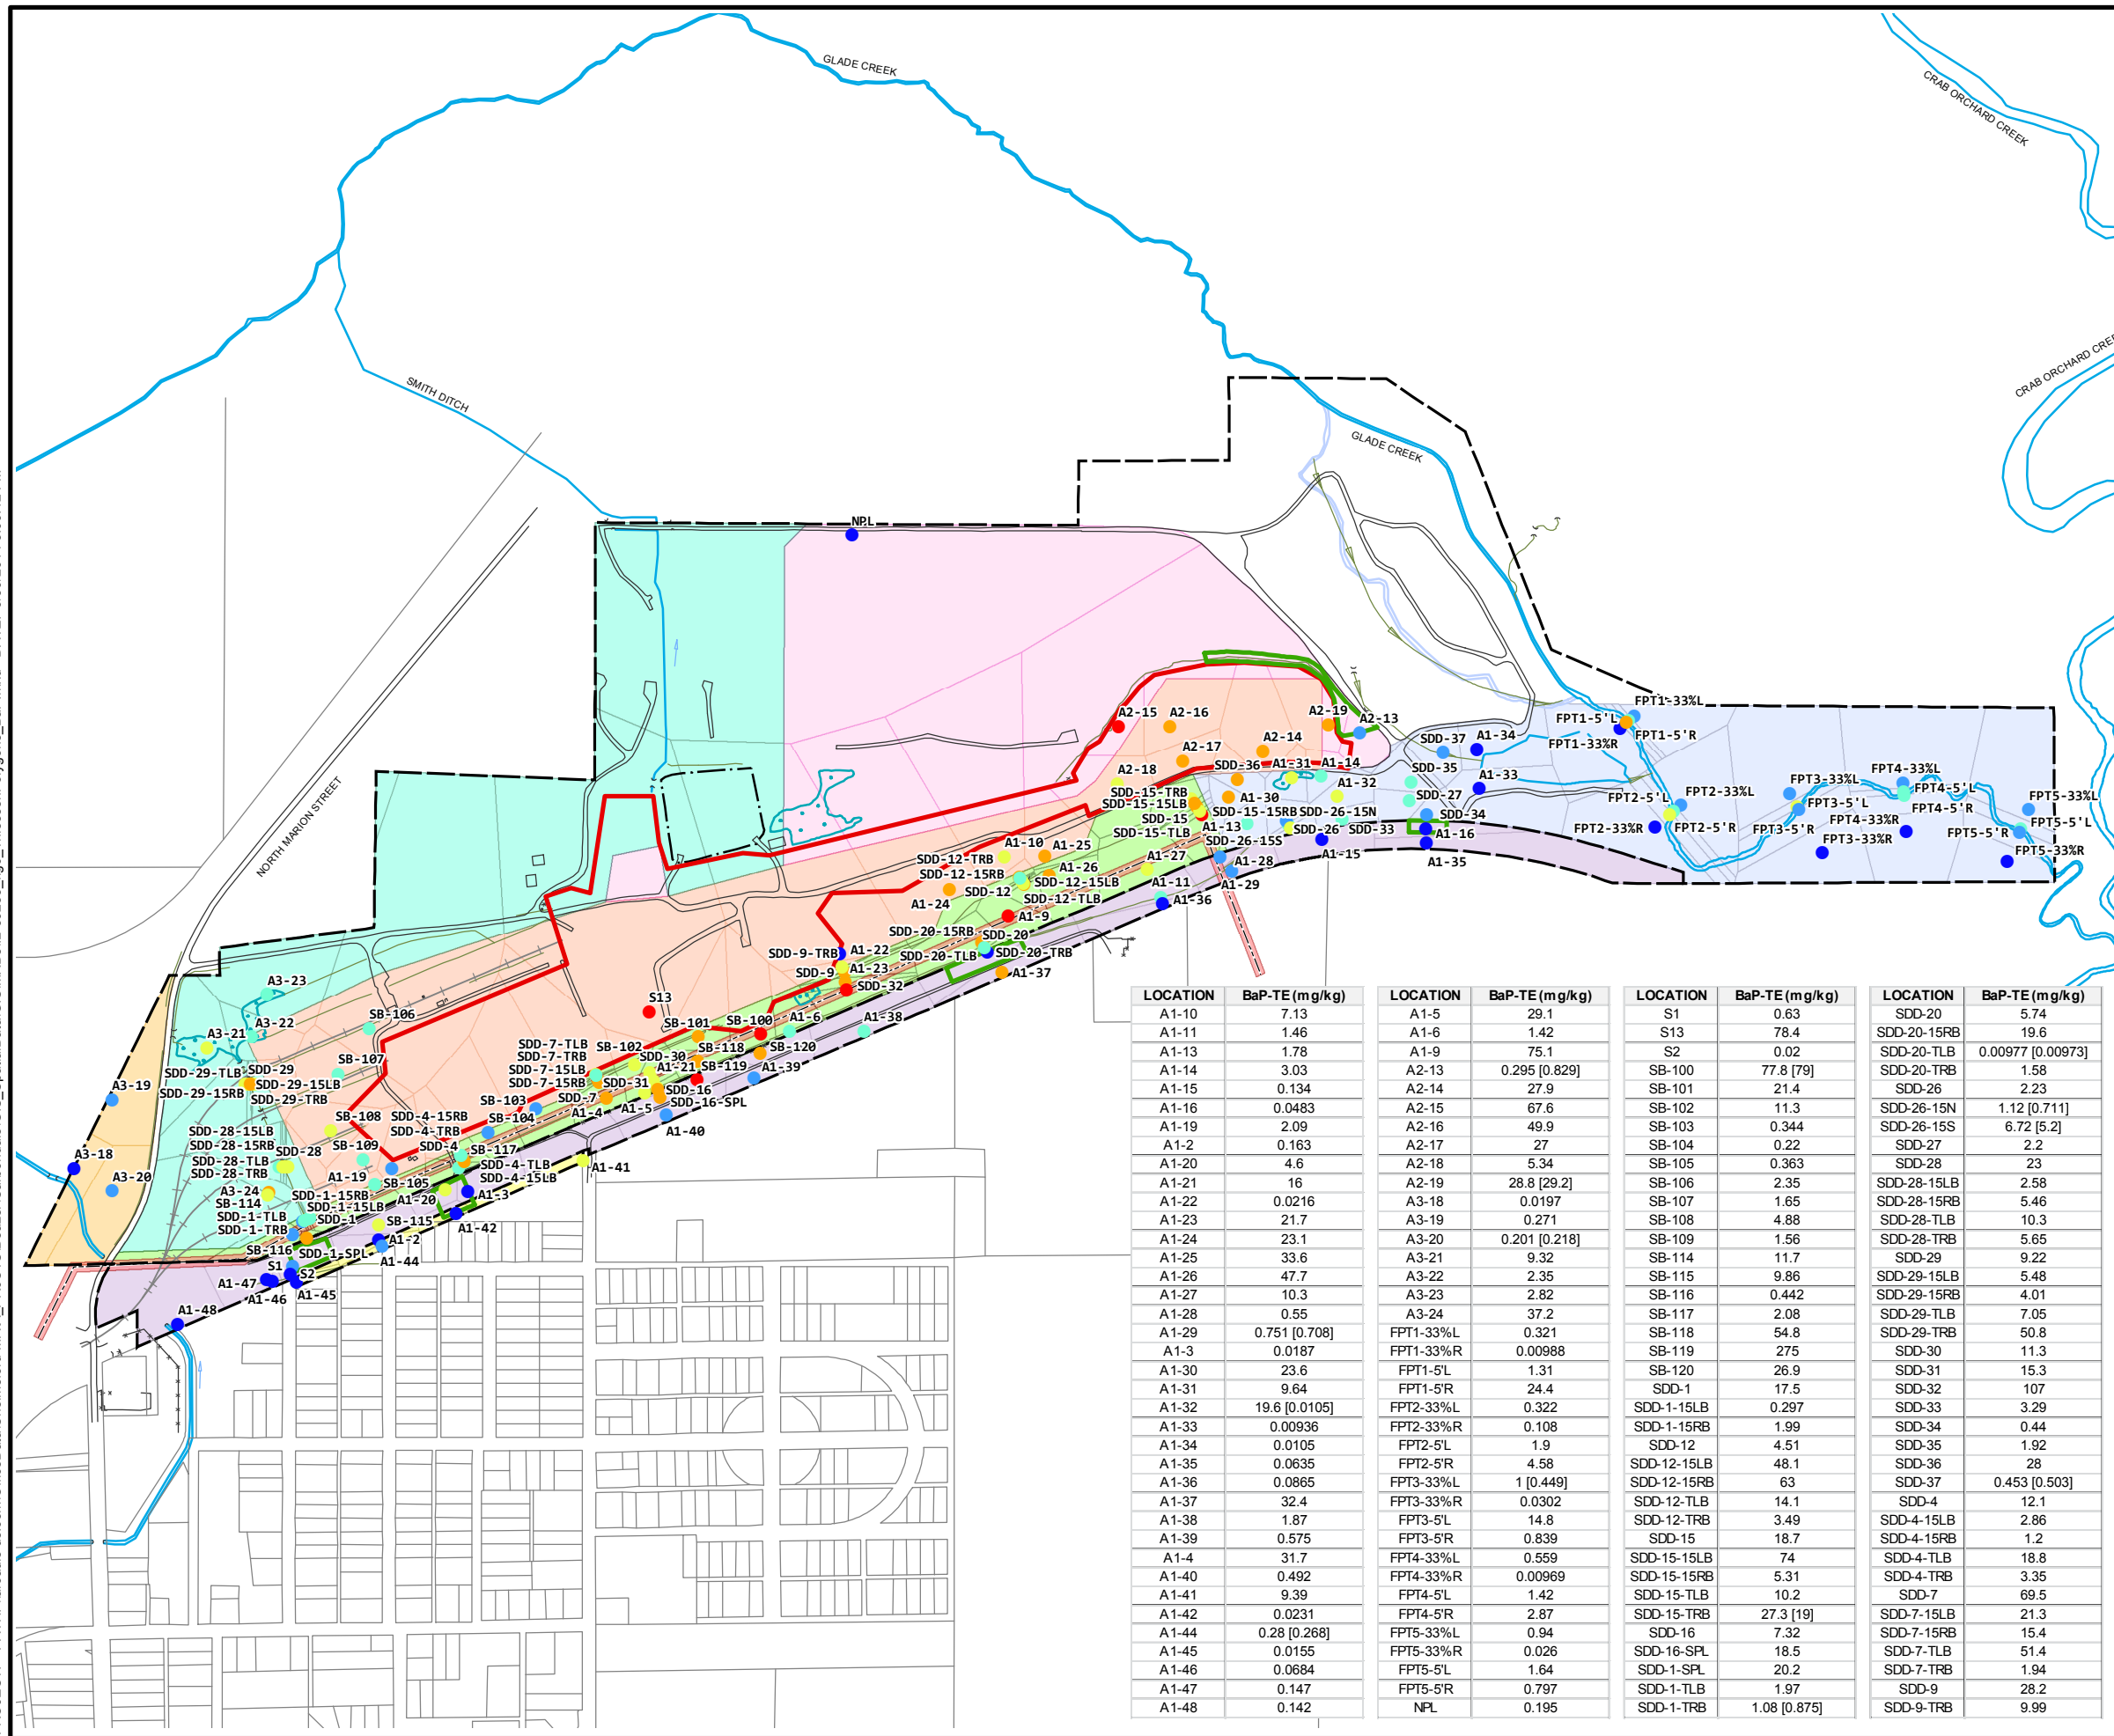 GLADE CREEK
CRAB ORCHARD CREEK
CRAB ORCHARD CREE
SMITH DITCH
GLADE CREEK
NORTH MARION STREET
NPL
A2-15
A2-16
A2-19
A2-13
A2-14
A2-17
A2-18
SDD-36
A1-31
A1-14
SDD-37
A1-34
FPT1-33%L
FPT1-5'L
FPT1-5'R
FPT1-33%R
SDD-35
A1-32
A1-33
SDD-27
SDD-34
A1-30
SDD-15-TRB
SDD-15-15LB
SDD-15
SDD-15-15RB
SDD-26-15N
SDD-15-TLB
A1-13
SDD-26
SDD-33
SDD-26-15S
A1-16
A1-35
A1-15
A1-28
A1-29
FPT2-5'L
FPT2-33%L
FPT2-33%R
FPT2-5'R
FPT3-33%L
FPT3-5'L
FPT3-5'R
FPT3-33%R
FPT4-33%L
FPT4-5'L
FPT4-5'R
FPT4-33%R
FPT5-33%L
FPT5-5'L
FPT5-5'R
FPT5-33%R
A1-10
A1-25
SDD-12-TRB
A1-26
A1-27
SDD-12-15RB
SDD-12-15LB
SDD-12
SDD-12-TLB
A1-11
A1-36
A1-24
A1-9
SDD-20-15RB
SDD-20
SDD-20-TLB
SDD-20-TRB
A1-37
SDD-9-TRB
A1-22
A1-23
SDD-9
SDD-32
S13
SB-101
SB-100
A1-6
A1-38
SDD-7-TLB
SB-102
SB-118
SB-120
SDD-7-TRB
SDD-30
SDD-7-15LB
A1-21
SB-119
SDD-7-15RB
SDD-31
A1-39
SDD-16
SDD-7
SDD-16-SPL
A1-4
A1-5
A1-40
SB-103
SB-104
A1-41
A3-23
A3-22
A3-21
SB-106
SB-107
SDD-29-TLB
SDD-29
SDD-29-15LB
SDD-29-15RB
SDD-29-TRB
A3-19
A3-18
A3-20
SB-108
SDD-4-15RB
SDD-4-TRB
SDD-4
SB-117
SDD-28-15LB
SDD-28-15RB
SB-109
SDD-28
SDD-28-TLB
SDD-28-TRB
SDD-4-TLB
SDD-4-15LB
A1-19
SB-105
A3-24
SDD-1-15RB
A1-20
A1-3
SB-114
SDD-1-15LB
SDD-1-TLB
SDD-1
SDD-1-TRB
SB-115
A1-42
SB-116
SDD-1-SPL
A1-2
A1-44
S1
S2
A1-47
A1-46
A1-45
A1-48
LOCATION BaP-TE (mg/kg) LOCATION BaP-TE (mg/kg) LOCATION BaP-TE (mg/kg) LOCATION BaP-TE (mg/kg)
A1-10 7.13 A1-5 29.1 S1 0.63 SDD-20 5.74
A1-11 1.46 A1-6 1.42 S13 78.4 SDD-20-15RB 19.6
A1-13 1.78 A1-9 75.1 S2 0.02 SDD-20-TLB 0.00977 [0.00973]
A1-14 3.03 A2-13 0.295 [0.829] SB-100 77.8 [79] SDD-20-TRB 1.58
A1-15 0.134 A2-14 27.9 SB-101 21.4 SDD-26 2.23
A1-16 0.0483 A2-15 67.6 SB-102 11.3 SDD-26-15N 1.12 [0.711]
A1-19 2.09 A2-16 49.9 SB-103 0.344 SDD-26-15S 6.72 [5.2]
A1-2 0.163 A2-17 27 SB-104 0.22 SDD-27 2.2
A1-20 4.6 A2-18 5.34 SB-105 0.363 SDD-28 23
A1-21 16 A2-19 28.8 [29.2] SB-106 2.35 SDD-28-15LB 2.58
A1-22 0.0216 A3-18 0.0197 SB-107 1.65 SDD-28-15RB 5.46
A1-23 21.7 A3-19 0.271 SB-108 4.88 SDD-28-TLB 10.3
A1-24 23.1 A3-20 0.201 [0.218] SB-109 1.56 SDD-28-TRB 5.65
A1-25 33.6 A3-21 9.32 SB-114 11.7 SDD-29 9.22
A1-26 47.7 A3-22 2.35 SB-115 9.86 SDD-29-15LB 5.48
A1-27 10.3 A3-23 2.82 SB-116 0.442 SDD-29-15RB 4.01
A1-28 0.55 A3-24 37.2 SB-117 2.08 SDD-29-TLB 7.05
A1-29 0.751 [0.708] FPT1-33%L 0.321 SB-118 54.8 SDD-29-TRB 50.8
A1-3 0.0187 FPT1-33%R 0.00988 SB-119 275 SDD-30 11.3
A1-30 23.6 FPT1-5'L 1.31 SB-120 26.9 SDD-31 15.3
A1-31 9.64 FPT1-5'R 24.4 SDD-1 17.5 SDD-32 107
A1-32 19.6 [0.0105] FPT2-33%L 0.322 SDD-1-15LB 0.297 SDD-33 3.29
A1-33 0.00936 FPT2-33%R 0.108 SDD-1-15RB 1.99 SDD-34 0.44
A1-34 0.0105 FPT2-5'L 1.9 SDD-12 4.51 SDD-35 1.92
A1-35 0.0635 FPT2-5'R 4.58 SDD-12-15LB 48.1 SDD-36 28
A1-36 0.0865 FPT3-33%L 1 [0.449] SDD-12-15RB 63 SDD-37 0.453 [0.503]
A1-37 32.4 FPT3-33%R 0.0302 SDD-12-TLB 14.1 SDD-4 12.1
A1-38 1.87 FPT3-5'L 14.8 SDD-12-TRB 3.49 SDD-4-15LB 2.86
A1-39 0.575 FPT3-5'R 0.839 SDD-15 18.7 SDD-4-15RB 1.2
A1-4 31.7 FPT4-33%L 0.559 SDD-15-15LB 74 SDD-4-TLB 18.8
A1-40 0.492 FPT4-33%R 0.00969 SDD-15-15RB 5.31 SDD-4-TRB 3.35
A1-41 9.39 FPT4-5'L 1.42 SDD-15-TLB 10.2 SDD-7 69.5
A1-42 0.0231 FPT4-5'R 2.87 SDD-15-TRB 27.3 [19] SDD-7-15LB 21.3
A1-44 0.28 [0.268] FPT5-33%L 0.94 SDD-16 7.32 SDD-7-15RB 15.4
A1-45 0.0155 FPT5-33%R 0.026 SDD-16-SPL 18.5 SDD-7-TLB 51.4
A1-46 0.0684 FPT5-5'L 1.64 SDD-1-SPL 20.2 SDD-7-TRB 1.94
A1-47 0.147 FPT5-5'R 0.797 SDD-1-TLB 1.97 SDD-9 28.2
A1-48 0.142 NPL 0.195 SDD-1-TRB 1.08 [0.875] SDD-9-TRB 9.99